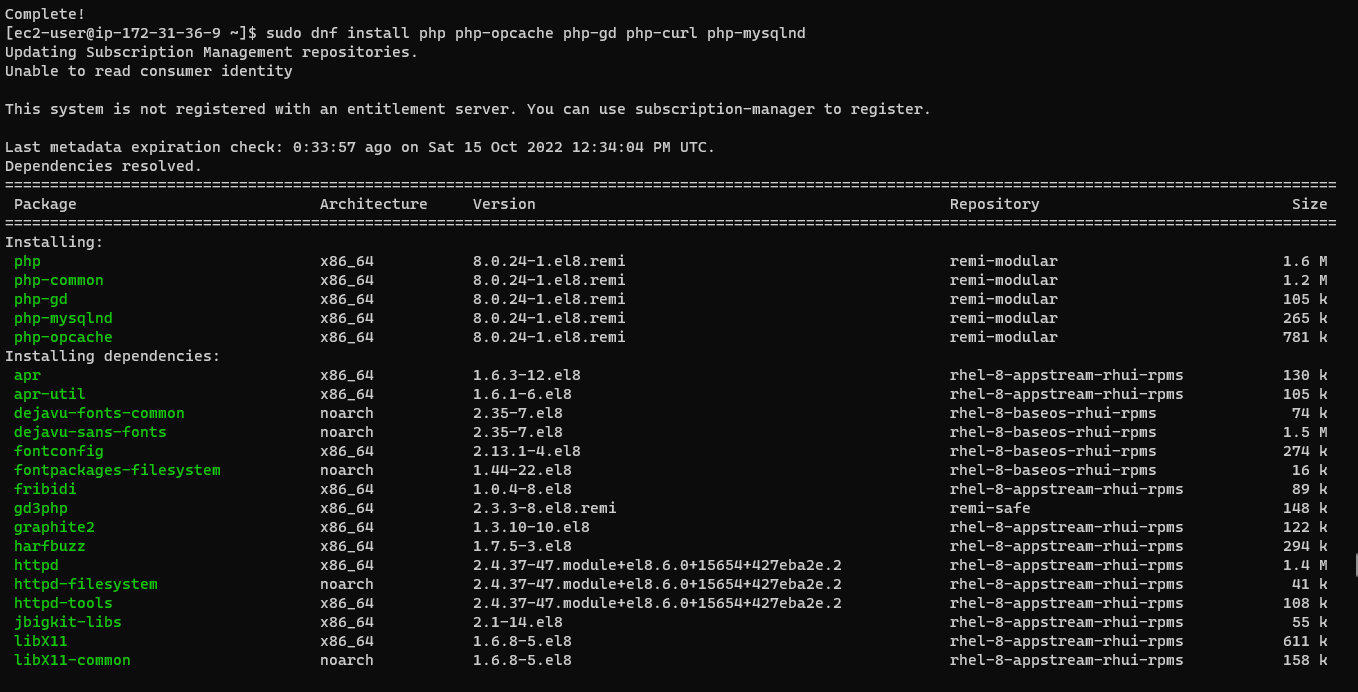 Complete!
[ec2-user@ip-172-31-36-9 ~]$ sudo dnf install php php-opcache php-gd php-curl php-mysqlnd
Updating Subscription Management repositories.
Unable to read consumer identity
This system is not registered with an entitlement server. You can use subscription-manager to register.
Last metadata expiration check: 0:33:57 ago on Sat 15 Oct 2022 12:34:04 PM UTC.
Dependencies resolved.
====================================================================================================================================================
Package Architecture Version Repository Size
====================================================================================================================================================
Installing:
php x86_64 8.0.24-1.el8.remi remi-modular 1.6 M
php-common x86_64 8.0.24-1.el8.remi remi-modular 1.2 M
php-gd x86_64 8.0.24-1.el8.remi remi-modular 105 k
php-mysqlnd x86_64 8.0.24-1.el8.remi remi-modular 265 k
php-opcache x86_64 8.0.24-1.el8.remi remi-modular 781 k
Installing dependencies:
apr x86_64 1.6.3-12.el8 rhel-8-appstream-rhui-rpms 130 k
apr-util x86_64 1.6.1-6.el8 rhel-8-appstream-rhui-rpms 105 k
dejavu-fonts-common noarch 2.35-7.el8 rhel-8-baseos-rhui-rpms 74 k
dejavu-sans-fonts noarch 2.35-7.el8 rhel-8-baseos-rhui-rpms 1.5 M
fontconfig x86_64 2.13.1-4.el8 rhel-8-baseos-rhui-rpms 274 k
fontpackages-filesystem noarch 1.44-22.el8 rhel-8-baseos-rhui-rpms 16 k
fribidi x86_64 1.0.4-8.el8 rhel-8-appstream-rhui-rpms 89 k
gd3php x86_64 2.3.3-8.el8.remi remi-safe 148 k
graphite2 x86_64 1.3.10-10.el8 rhel-8-appstream-rhui-rpms 122 k
harfbuzz x86_64 1.7.5-3.el8 rhel-8-appstream-rhui-rpms 294 k
httpd x86_64 2.4.37-47.module+el8.6.0+15654+427eba2e.2 rhel-8-appstream-rhui-rpms 1.4 M
httpd-filesystem noarch 2.4.37-47.module+el8.6.0+15654+427eba2e.2 rhel-8-appstream-rhui-rpms 41 k
httpd-tools x86_64 2.4.37-47.module+el8.6.0+15654+427eba2e.2 rhel-8-appstream-rhui-rpms 108 k
jbigkit-libs x86_64 2.1-14.el8 rhel-8-appstream-rhui-rpms 55 k
libX11 x86_64 1.6.8-5.el8 rhel-8-appstream-rhui-rpms 611 k
libX11-common noarch 1.6.8-5.el8 rhel-8-appstream-rhui-rpms 158 k